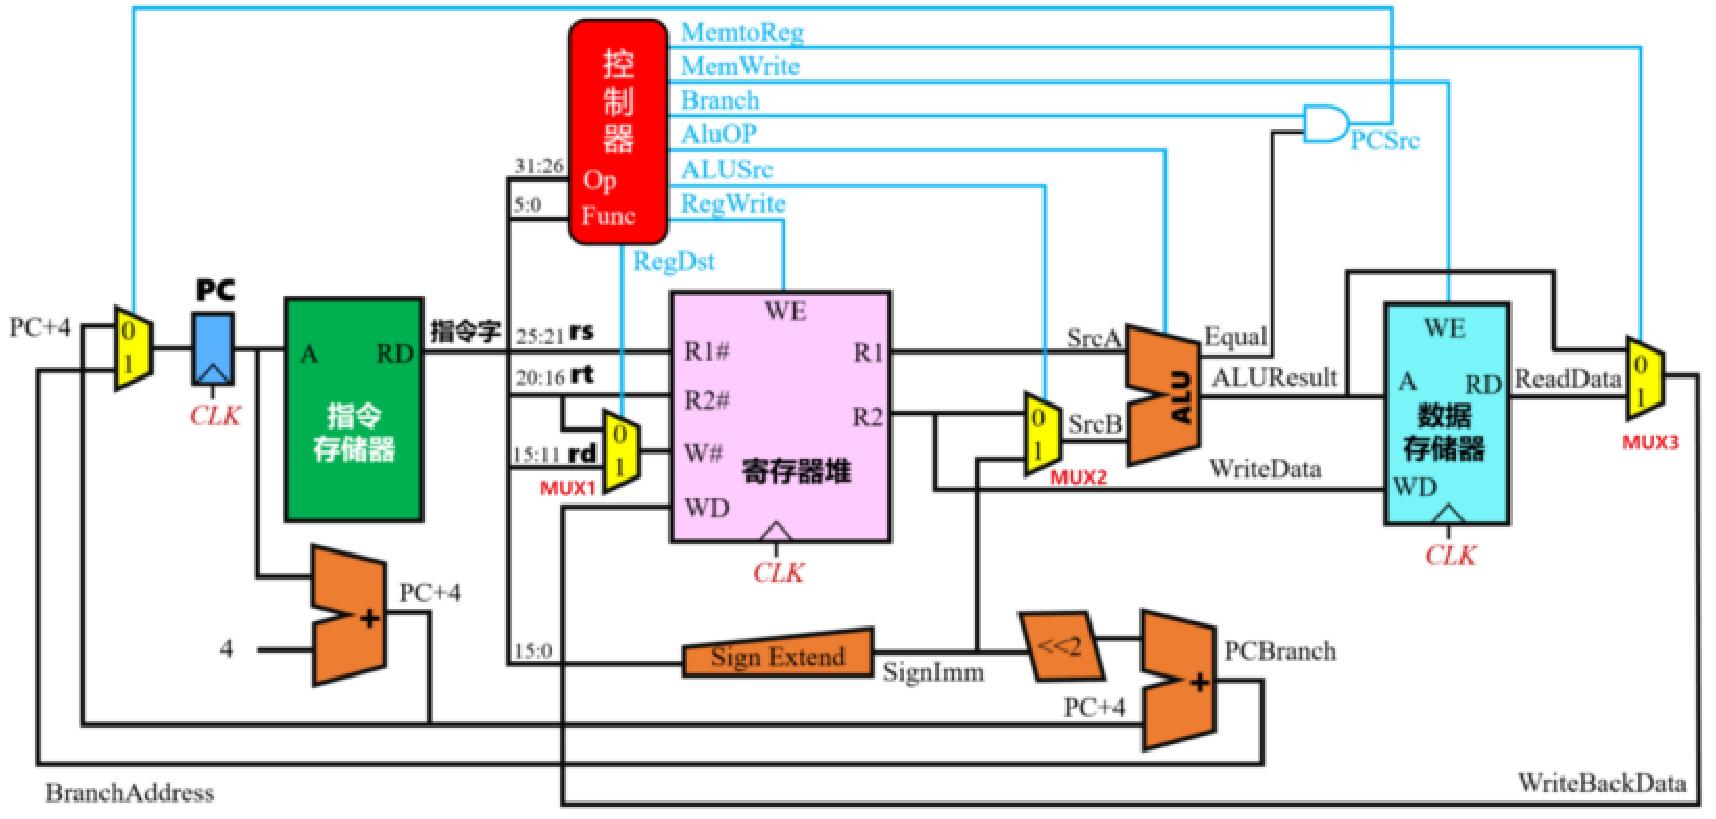 MemtoReg
控制器
MemWrite
Branch
AluOP
PCSrc
31:26
ALUSrc
Op
5:0
RegWrite
Func
RegDst
PC
PC+4
0
1
A
RD
指令字
25:21 rs
WE
R1#
R1
SrcA
Equal
WE
0
1
CLK
指令
存储器
20:16 rt
R2#
R2
0
1
SrcB
ALU
ALUResult
A
RD
ReadData
数据
存储器
MUX3
0
1
15:11 rd
W#
寄存器堆
MUX1
MUX2
WriteData
WD
WD
CLK
CLK
PC+4
+
4
15:0
Sign Extend
SignImm
<<2
PCBranch
+
PC+4
BranchAddress
WriteBackData